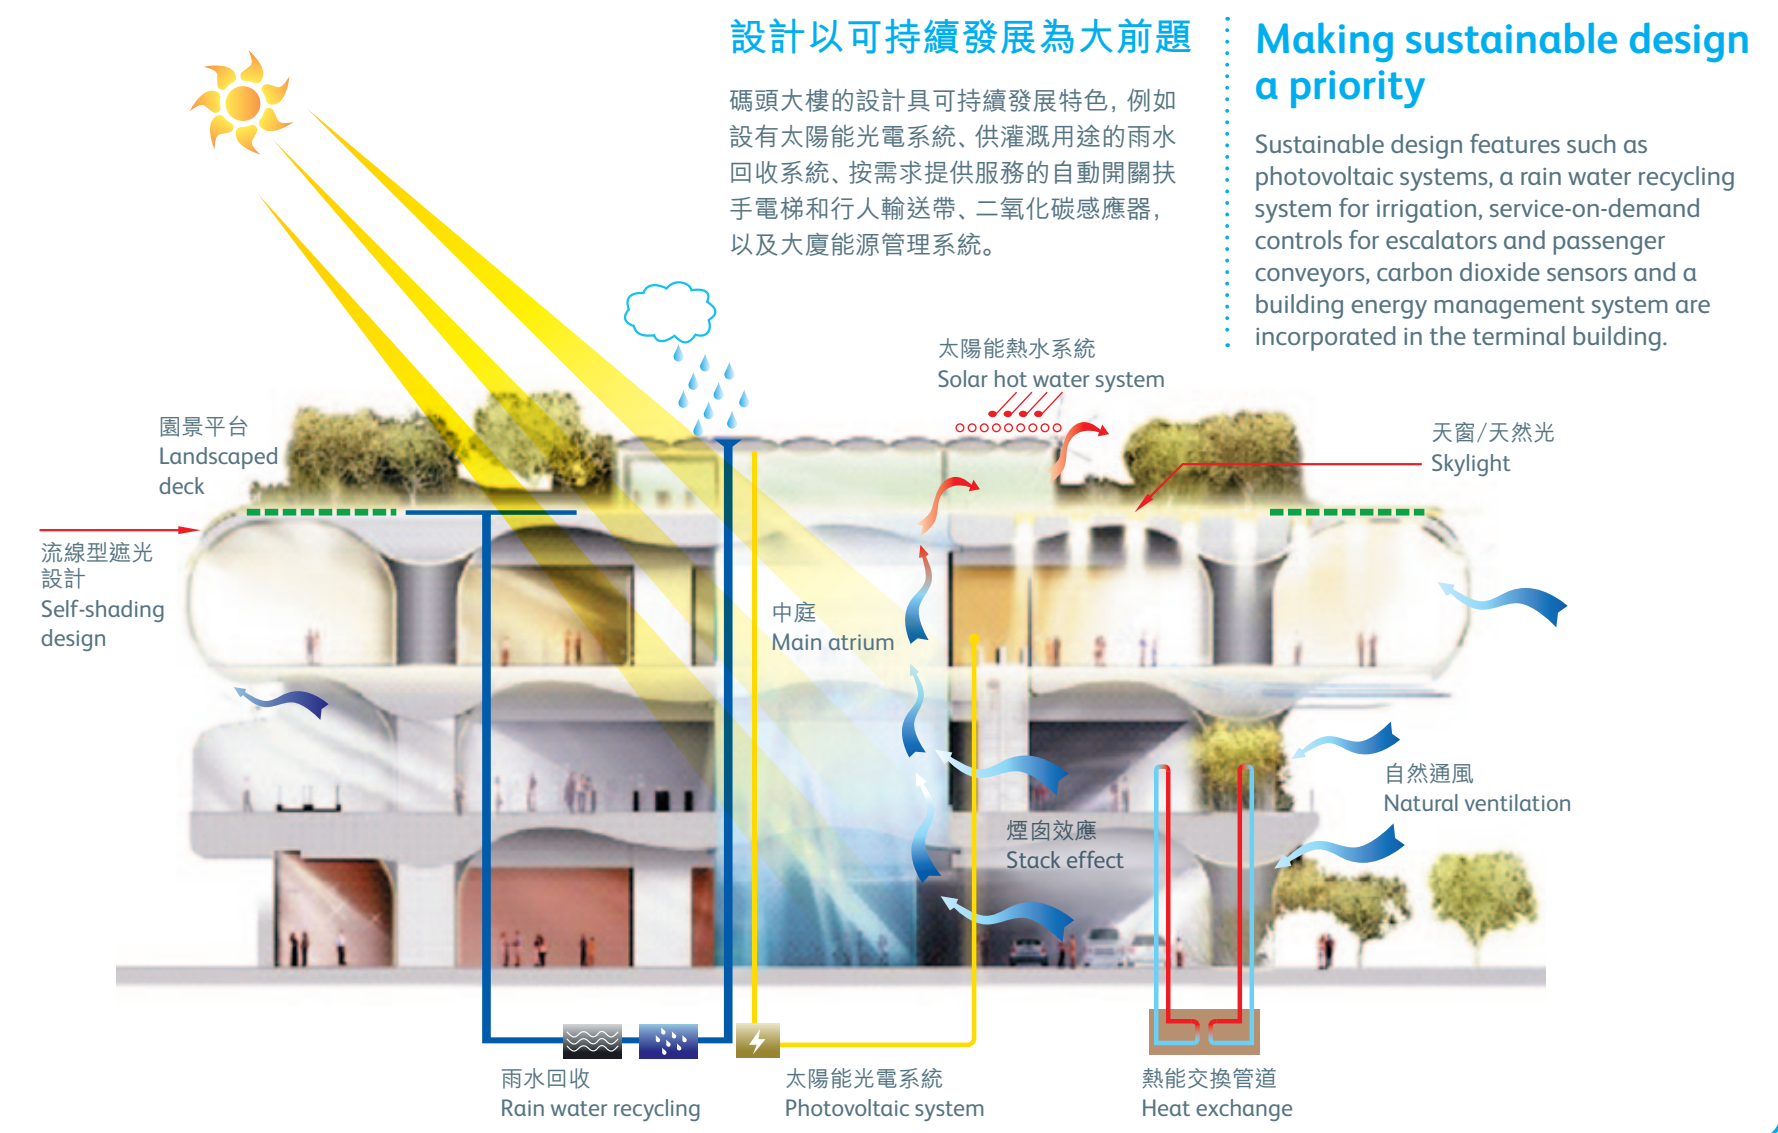 設計以可持續發展為大前題
碼頭大樓的設計具可持續發展特色, 例如
設有太陽能光電系統、供灌溉用途的雨水
回收系統、按需求提供服務的自動開關扶
手電梯和行人輸送帶、二氧化碳感應器,
以及大廈能源管理系統。
Making sustainable design
a priority
Sustainable design features such as
photovoltaic systems, a rain water recycling
system for irrigation, service-on-demand
controls for escalators and passenger
conveyors, carbon dioxide sensors and a
building energy management system are
incorporated in the terminal building.
太陽能熱水系統
Solar hot water system
園景平台
Landscaped
deck
天窗/天然光
Skylight
流線型遮光
設計
Self-shading
design
中庭
Main atrium
自然通風
Natural ventilation
煙囪效應
Stack effect
雨水回收
Rain water recycling
太陽能光電系統
Photovoltaic system
熱能交換管道
Heat exchange